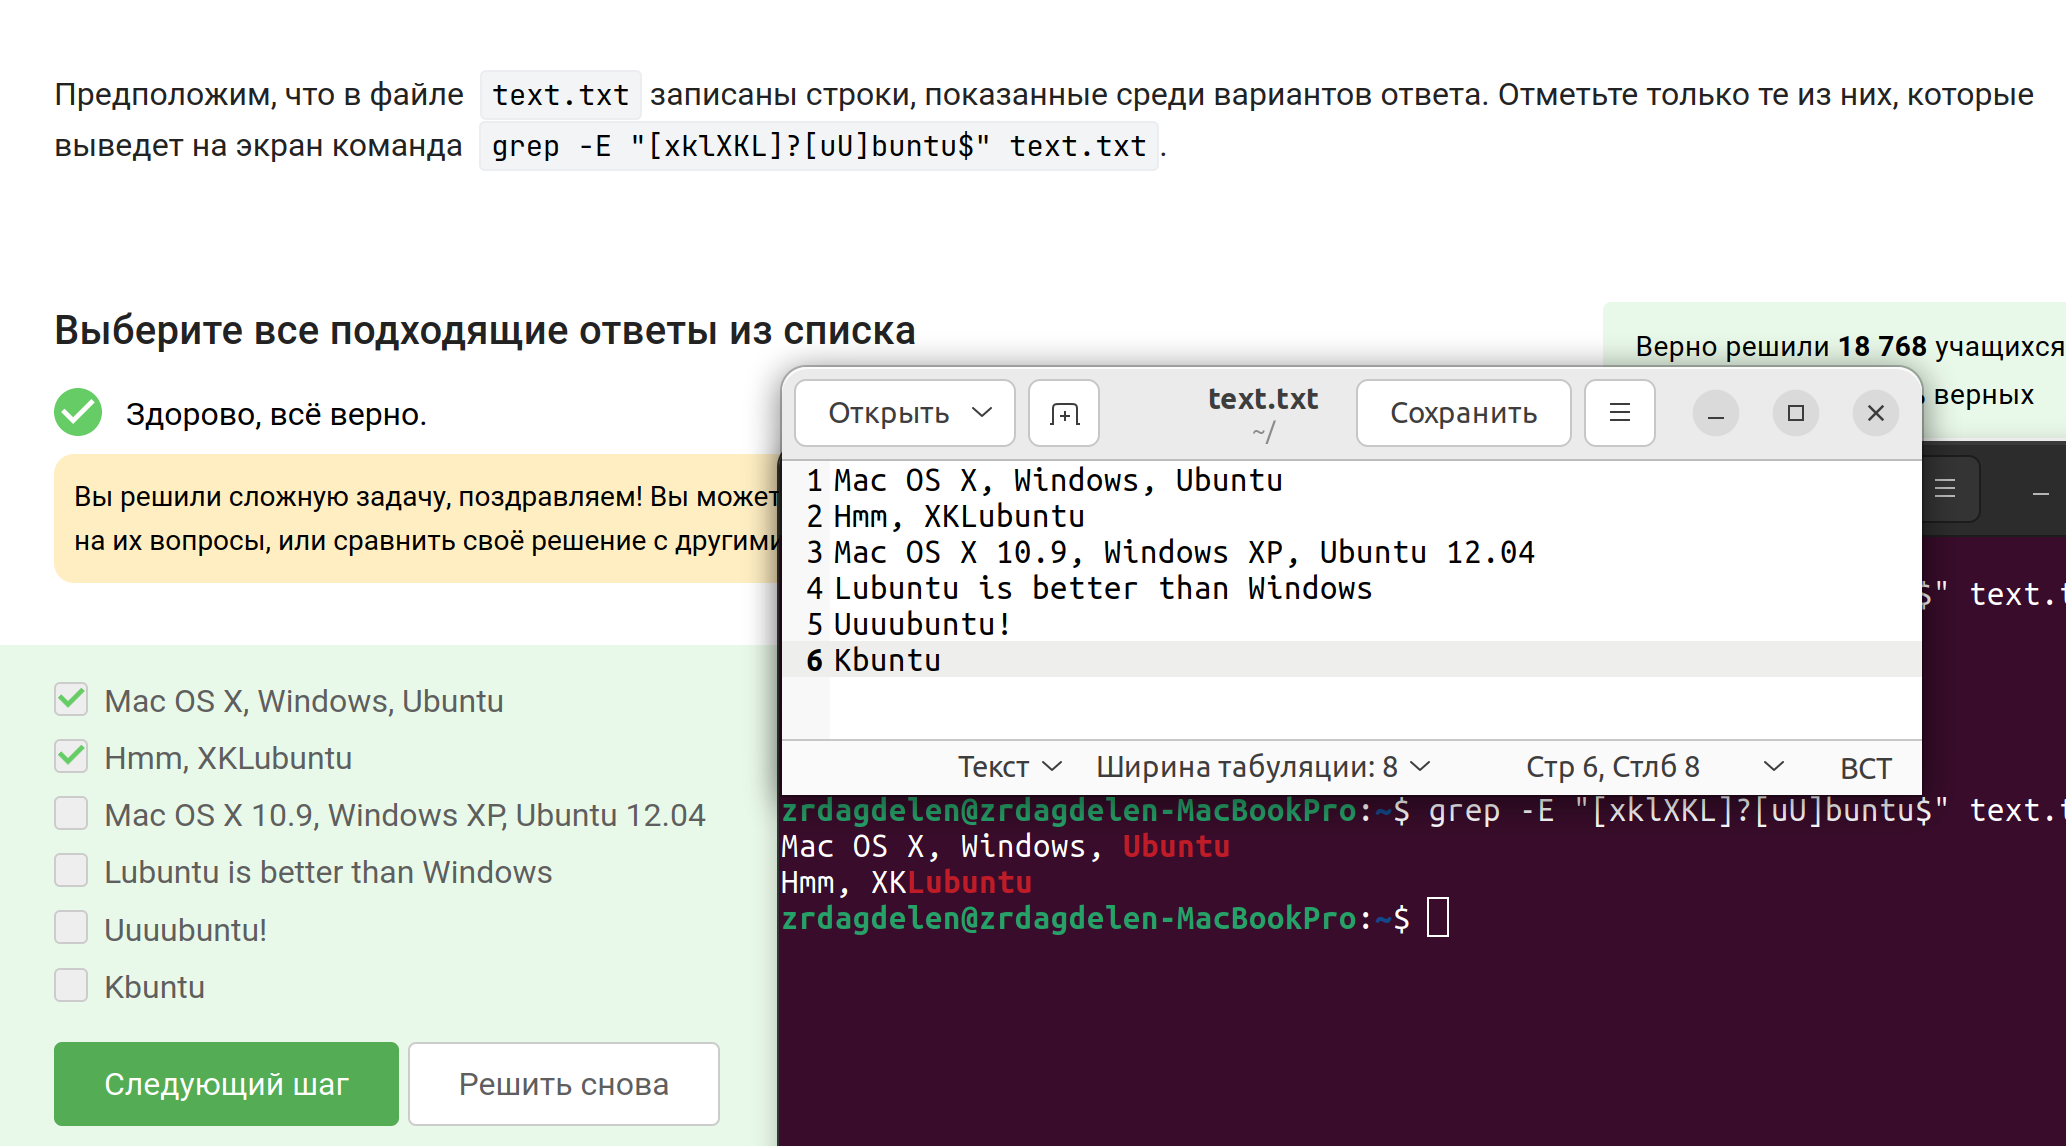 Предположим, что в файле text.txt записаны строки, показанные среди вариантов ответа. Отметьте только те из них, которые
выведет на экран команда grep -E "[xklXKL]?[uU]buntu$" text.txt.
Выберите все подходящие ответы из списка
Верно решили 18 768 учащихся
верных
Здорово, всё верно.
Вы решили сложную задачу, поздравляем! Вы может
на их вопросы, или сравнить своё решение с другими
Mac OS X, Windows, Ubuntu
Hmm, XKLubuntu
Mac OS X 10.9, Windows XP, Ubuntu 12.04
Lubuntu is better than Windows
Uuuubuntu!
Kbuntu
Следующий шаг
Решить снова
Открыть
text.txt
~/
Сохранить
1 Mac OS X, Windows, Ubuntu
2 Hmm, XKLubuntu
3 Mac OS X 10.9, Windows XP, Ubuntu 12.04
4 Lubuntu is better than Windows
5 Uuuubuntu!
6 Kbuntu
Текст
Ширина табуляции: 8
Стр 6, Стлб 8
ВСТ
$" text.t
zrdagdelen@zrdagdelen-MacBookPro:~$ grep -E "[xklXKL]?[uU]buntu$" text.t
Mac OS X, Windows, Ubuntu
Hmm, XKLubuntu
zrdagdelen@zrdagdelen-MacBookPro:~$